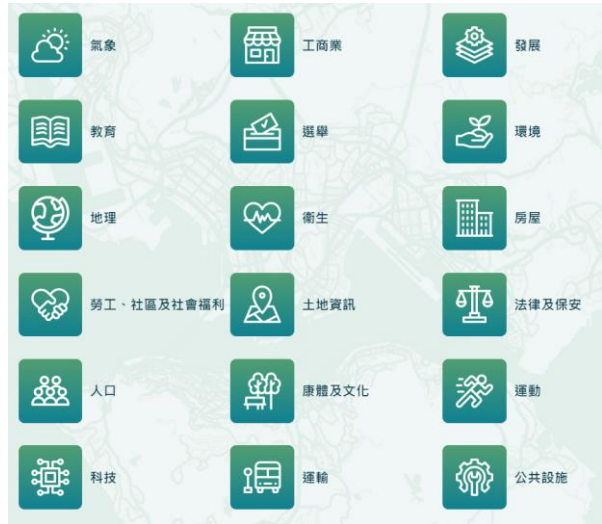 氣象
工商業
發展
教育
選舉
環境
地理
衞生
房屋
勞工、社區及社會福利
土地資訊
法律及保安
人口
康體及文化
運動
科技
運輸
公共設施